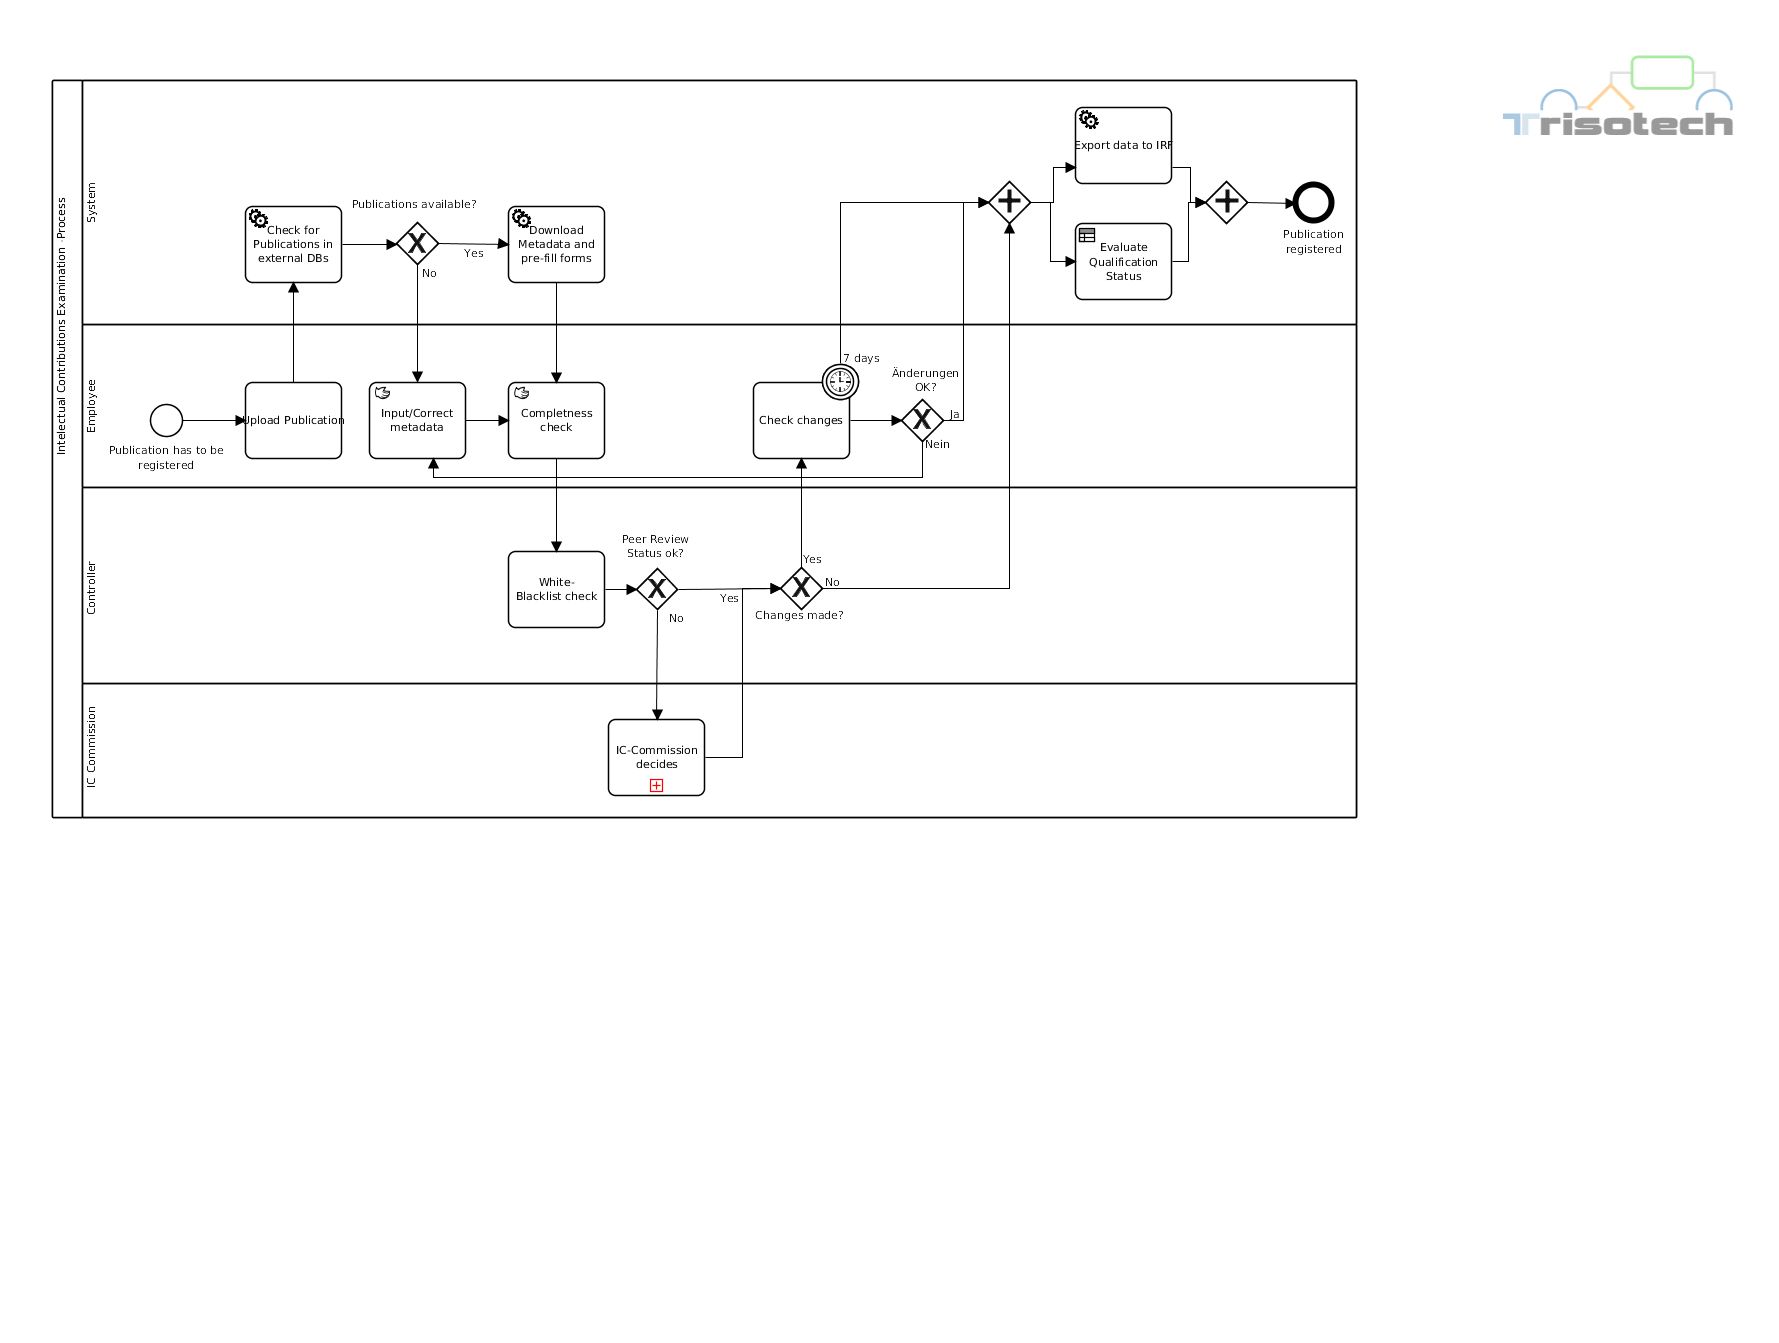 Trisotech
Intelectual Contributions Examination -Process
System
Check for
Publications in
external DBs
Publications available?
Yes
No
Download
Metadata and
pre-fill forms
Export data to IRF
Evaluate
Qualification
Status
Publication
registered
Employee
Publication has to be
registered
Upload Publication
Input/Correct
metadata
Completness
check
Check changes
7 days
Änderungen
OK?
Ja
Nein
Controller
White-
Blacklist check
Peer Review
Status ok?
Yes
No
Yes
No
Changes made?
IC Commission
IC-Commission
decides